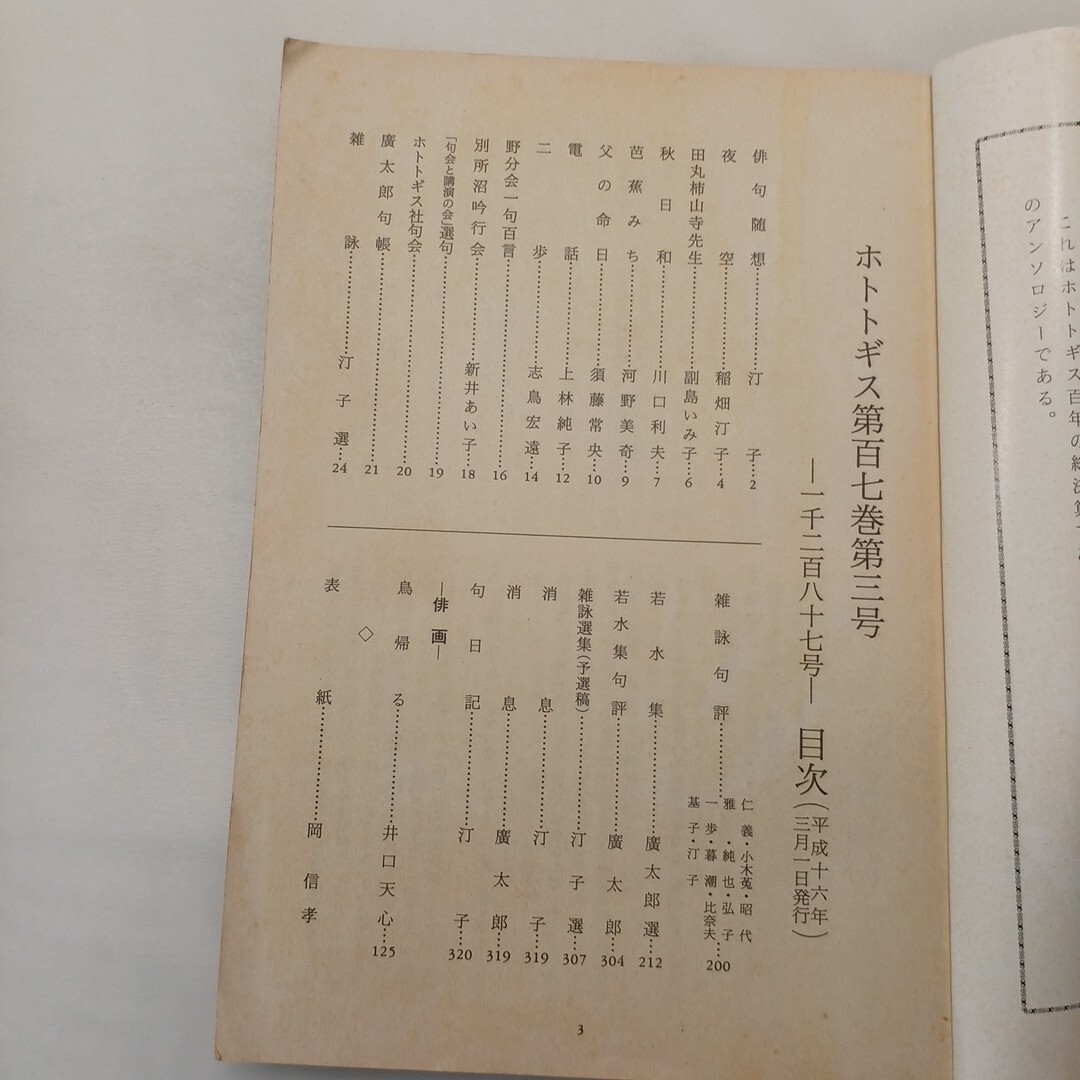 これはホトトギス百年の総決算
のアンソロジーである。
ホトトギス第百七巻第三号
―一千二百八十七号― 目次(平成十六年三月一日発行)
俳句随想……………汀子…2
夜空……………稲畑汀子…4
田丸柿山寺先生……………副島いみ子…6
秋日和……………川口利夫…7
芭蕉みち……………河野美奇…9
父の命日……………須藤常央…10
電話……………上林純子…12
二歩……………志鳥宏遠…14
野分会一句百言……………16
別所沼吟行会……………新井あい子…18
「句会と講演の会」選句……………19
ホトトギス社句会……………20
廣太郎句帳……………21
雑詠……………汀子選…24
雑詠句評……………仁義・小木菟・昭代
雅・純也・弘子
一歩・暮潮・比奈夫
基子・汀子…200
若水集……………廣太郎選…212
若水集句評……………廣太郎…304
雑詠選集(予選稿)……………汀子選…307
消息……………汀子…319
消息……………廣太郎…319
句日記……………汀子…320
―俳画―
鳥帰る……………井口天心…125
◇
表紙……………岡信孝
3